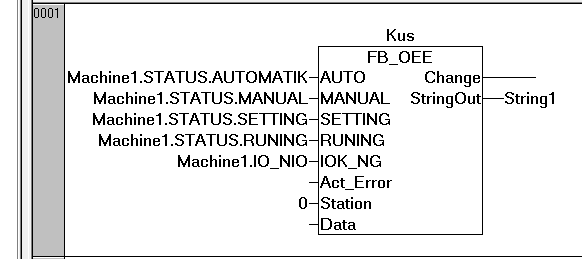 0001
Kus
FB_OEE
Machine1.STATUS.AUTOMATIK AUTO Change
Machine1.STATUS.MANUAL MANUAL StringOut String1
Machine1.STATUS.SETTING SETTING
Machine1.STATUS.RUNING RUNING
Machine1.IO_NIO IOK_NG
Act_Error
0 Station
Data